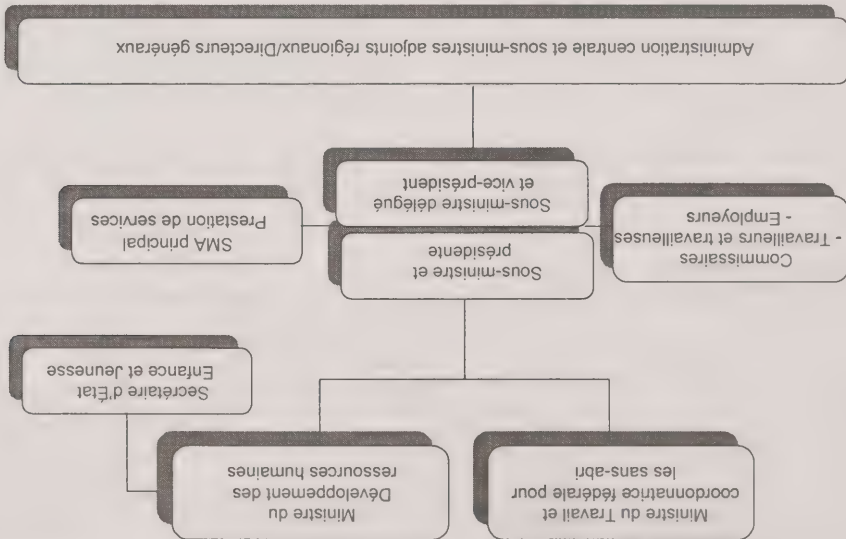 Ministre du Travail et
coordonnatrice fédérale pour
les sans-abri
Ministre du
Développement des
ressources humaines
Secrétaire d'État
Enfance et Jeunesse
Commissaires
- Travailleurs et travailleuses
- Employeurs
Sous-ministre et
présidente
Sous-ministre délégué
et vice-président
SMA principal
Prestation de services
Administration centrale et sous-ministres adjoints régionaux/Directeurs généraux